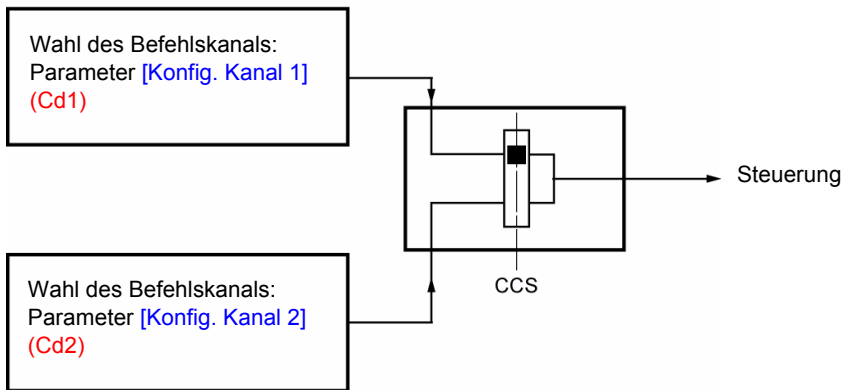 Wahl des Befehlskanals:
Parameter [Konfig. Kanal 1]
(Cd1)
Steuerung
CCS
Wahl des Befehlskanals:
Parameter [Konfig. Kanal 2]
(Cd2)